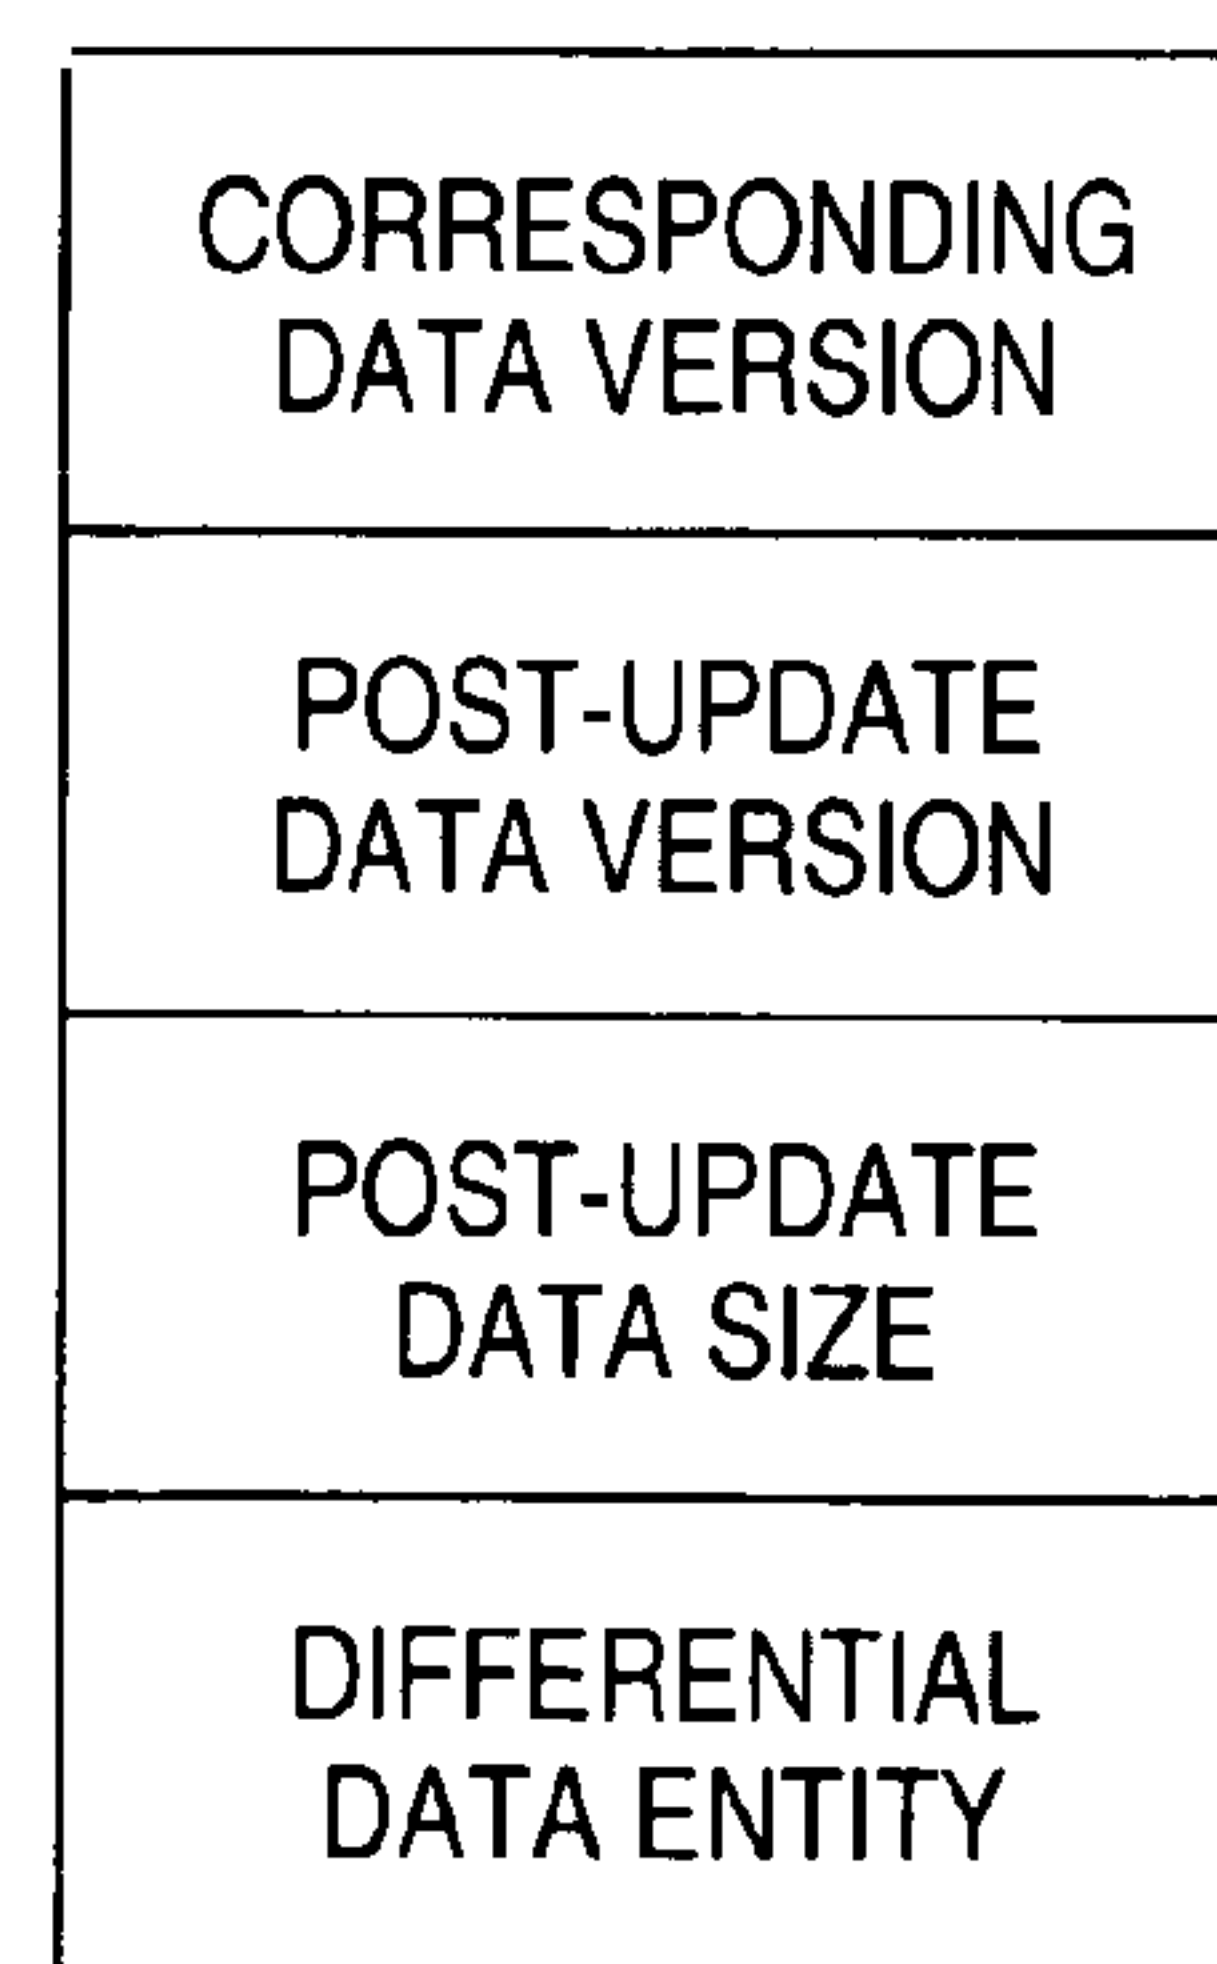 CORRESPONDING
DATA VERSION
POST-UPDATE
DATA VERSION
POST-UPDATE
DATA SIZE
DIFFERENTIAL
DATA ENTITY